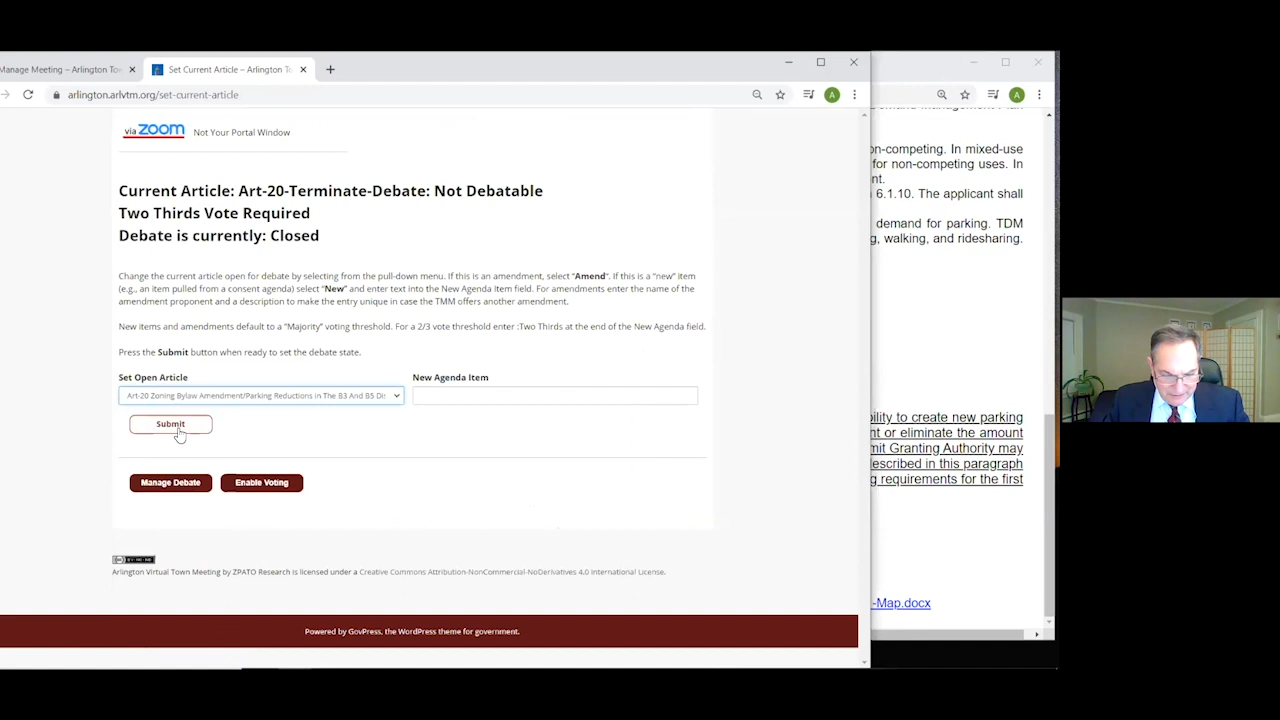 Manage Meeting – Arlington Tow
Set Current Article – Arlington To
arlington.arlvtm.org/set-current-article
A
A
via zoom Not Your Portal Window
Current Article: Art-20-Terminate-Debate: Not Debatable
Two Thirds Vote Required
Debate is currently: Closed
Change the current article open for debate by selecting from the pull-down menu. If this is an amendment, select "Amend". If this is a "new" item
(e.g., an item pulled from a consent agenda) select "New" and enter text into the New Agenda Item field. For amendments enter the name of the
amendment proponent and a description to make the entry unique in case the TMM offers another amendment.
New items and amendments default to a "Majority" voting threshold. For a 2/3 vote threshold enter :Two Thirds at the end of the New Agenda field.
Press the Submit button when ready to set the debate state.
Set Open Article
New Agenda Item
Art-20 Zoning Bylaw Amendment/Parking Reductions in The B3 And B5 Dis
Submit
Manage Debate
Enable Voting
Arlington Virtual Town Meeting by ZPATO Research is licensed under a Creative Commons Attribution-NonCommercial-NoDerivatives 4.0 International License.
Powered by GovPress, the WordPress theme for government.
on-competing. In mixed-use
for non-competing uses. In
nt.
6.1.10. The applicant shall
demand for parking. TDM
g, walking, and ridesharing.
bility to create new parking
nt or eliminate the amount
mit Granting Authority may
escribed in this paragraph
g requirements for the first
-Map.docx